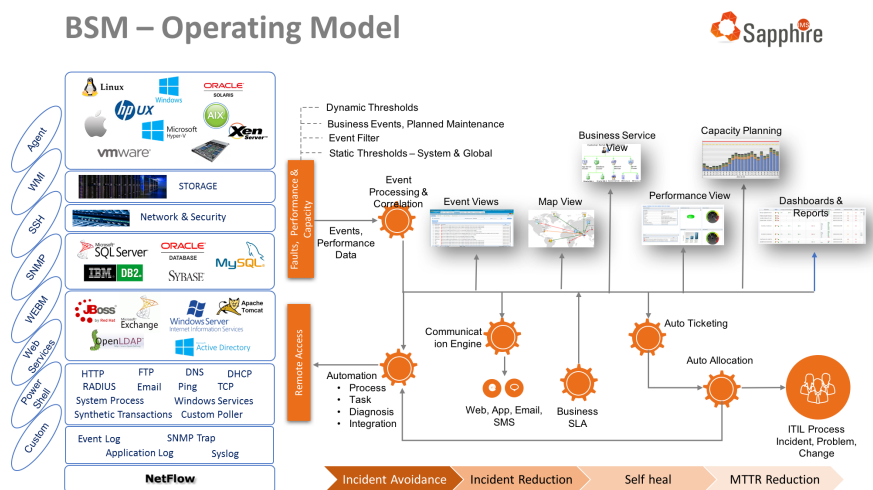 BSM – Operating Model
Sapphire IMS
Agent
WMI
SSH
SNMP
WEBM
Web
Services
Power
Shell
Custom
Linux
Windows
ORACLE
SOLARIS
hp UX
AIX
Microsoft
Hyper-V
Xen
Server
vmware
STORAGE
Network & Security
Microsoft
SQL Server
ORACLE
DATABASE
MySQL
IBM DB2.
SYBASE
JBoss
by Red Hat
Microsoft
Exchange
Windows Server
Internet Information Services
Apache
Tomcat
OpenLDAP
Active Directory
HTTP FTP DNS DHCP
RADIUS Email Ping TCP
System Process Windows Services
Synthetic Transactions Custom Poller
Event Log SNMP Trap
Application Log Syslog
NetFlow
Faults, Performance &
Capacity
Remote Access
Dynamic Thresholds
Business Events, Planned Maintenance
Event Filter
Static Thresholds – System & Global
Event
Processing &
Correlation
Events,
Performance
Data
Event Views
Map View
Business Service
View
Performance View
Capacity Planning
Dashboards &
Reports
Automation
• Process
• Task
• Diagnosis
• Integration
Communicat
ion Engine
Web, App, Email,
SMS
Business
SLA
Auto Ticketing
Auto Allocation
ITIL Process
Incident, Problem,
Change
Incident Avoidance
Incident Reduction
Self heal
MTTR Reduction